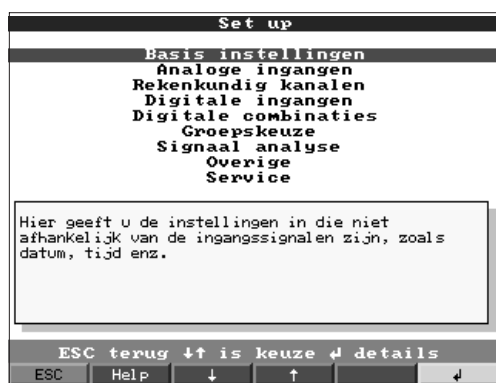 Set up
Basis instellingen
Analoge ingangen
Rekenkundig kanalen
Digitale ingangen
Digitale combinaties
Groepskeuze
Signaal analyse
Overige
Service
Hier geeft u de instellingen in die niet
afhankelijk van de ingangssignalen zijn, zoals
datum, tijd enz.
ESC terug ↓↑ is keuze ↲ details
ESC Help ↓ ↑ ↲